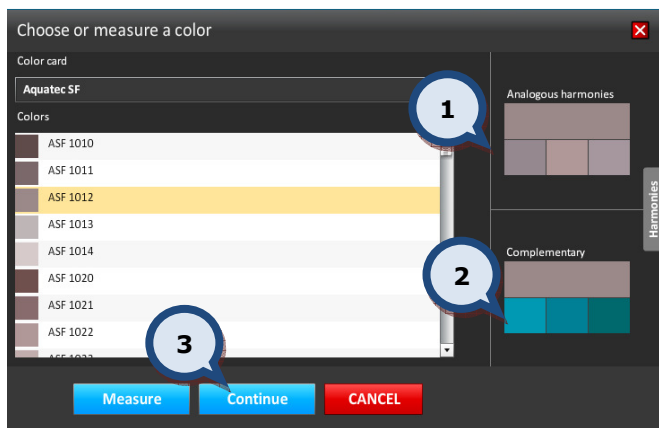 Choose or measure a color
Color card
Aquatec SF
Colors
ASF 1010
ASF 1011
ASF 1012
ASF 1013
ASF 1014
ASF 1020
ASF 1021
ASF 1022
1
Analogous harmonies
Harmonies
2
Complementary
3
Measure
Continue
CANCEL